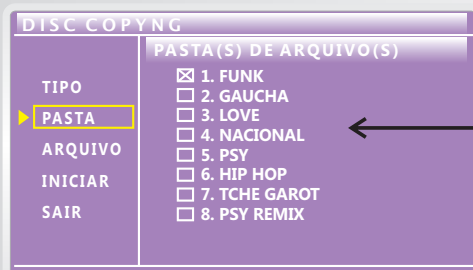 DISC COPYNG
PASTA(S) DE ARQUIVO(S)
TIPO
PASTA
ARQUIVO
INICIAR
SAIR
1. FUNK
2. GAUCHA
3. LOVE
4. NACIONAL
5. PSY
6. HIP HOP
7. TCHE GAROT
8. PSY REMIX